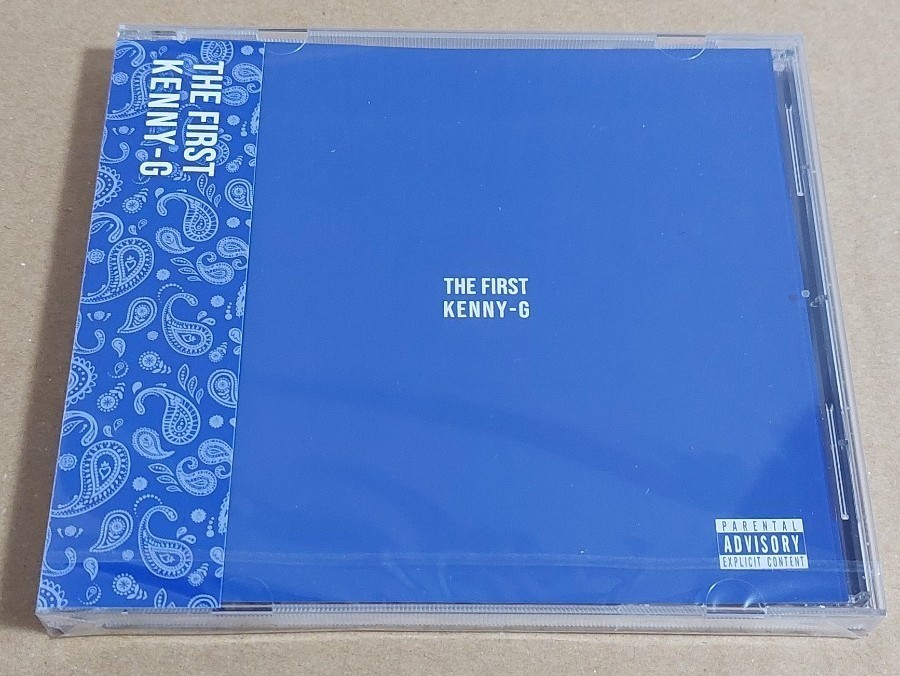 THE FIRST
KENNY-G
THE FIRST
KENNY-G
PARENTAL
ADVISORY
EXPLICIT CONTENT